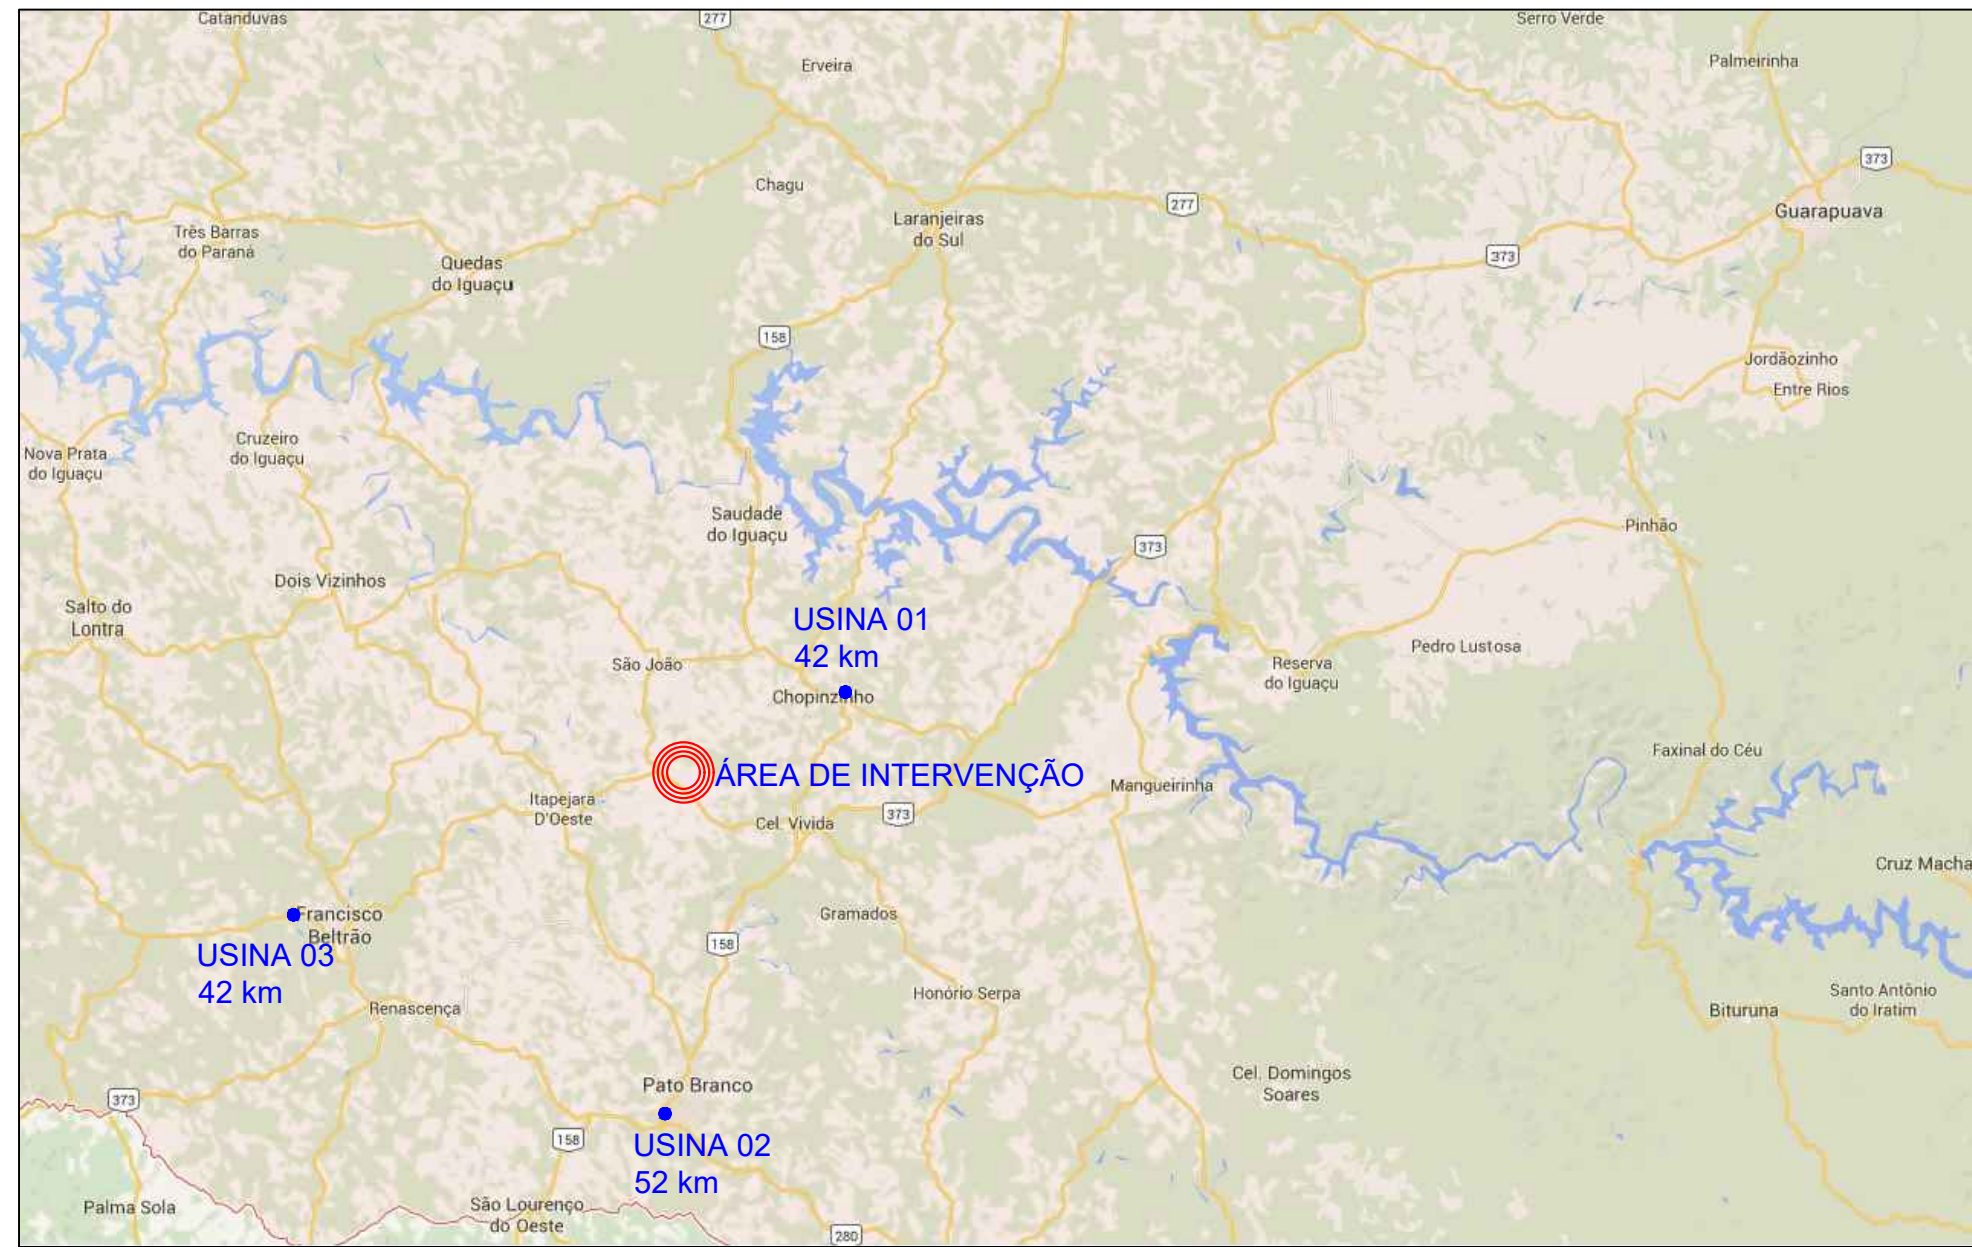 Catanduvas
277
Serro Verde
Erveira
Palmeirinha
373
Chagu
277
Guarapuava
Laranjeiras
do Sul
Três Barras
do Paraná
373
Quedas
do Iguaçu
158
Jordãozinho
Entre Rios
Nova Prata
do Iguaçu
Cruzeiro
do Iguaçu
Saudade
do Iguaçu
Pinhão
373
Dois Vizinhos
Salto do
Lontra
USINA 01
42 km
Pedro Lustosa
São João
Reserva
do Iguaçu
Chopinzinho
Faxinal do Céu
ÁREA DE INTERVENÇÃO
Mangueirinha
Itapejara
D'Oeste
373
Cel. Vivida
Cruz Macha
Francisco
Beltrão
Gramados
158
USINA 03
42 km
Honório Serpa
Santo Antônio
do Iratim
Renascença
Bituruna
Cel. Domingos
Soares
Pato Branco
373
158
USINA 02
52 km
Palma Sola
São Lourenço
do Oeste
280